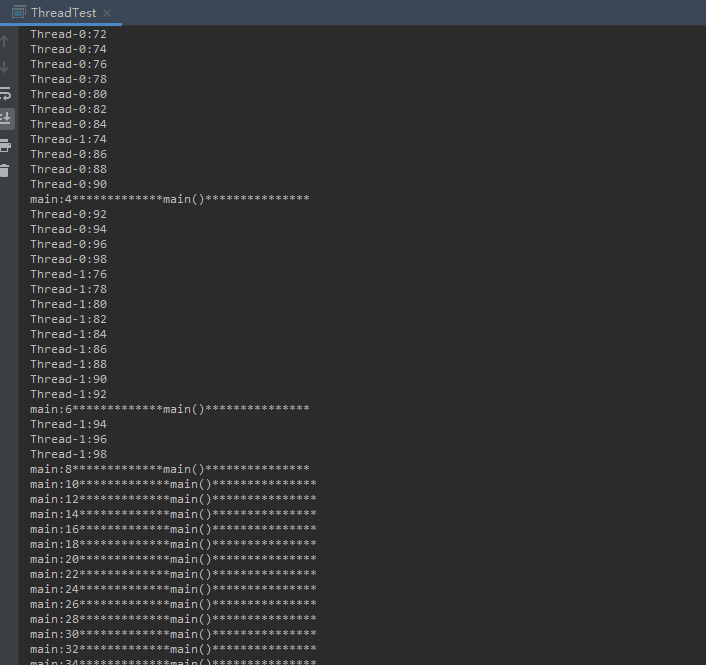 ThreadTest
Thread-0:72
Thread-0:74
Thread-0:76
Thread-0:78
Thread-0:80
Thread-0:82
Thread-0:84
Thread-1:74
Thread-0:86
Thread-0:88
Thread-0:90
main:4*************main()***************
Thread-0:92
Thread-0:94
Thread-0:96
Thread-0:98
Thread-1:76
Thread-1:78
Thread-1:80
Thread-1:82
Thread-1:84
Thread-1:86
Thread-1:88
Thread-1:90
Thread-1:92
main:6*************main()***************
Thread-1:94
Thread-1:96
Thread-1:98
main:8*************main()***************
main:10*************main()***************
main:12*************main()***************
main:14*************main()***************
main:16*************main()***************
main:18*************main()***************
main:20*************main()***************
main:22*************main()***************
main:24*************main()***************
main:26*************main()***************
main:28*************main()***************
main:30*************main()***************
main:32*************main()***************
main:34*************main()***************